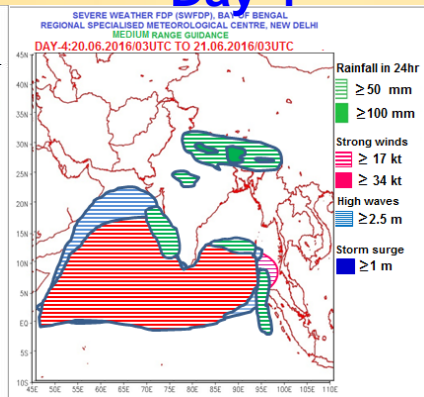 SEVERE WEATHER FDP (SWFDP), BAY OF BENGAL
REGIONAL SPECIALISED METEOROLOGICAL CENTRE, NEW DELHI
MEDIUM RANGE GUIDANCE
DAY-4:20.06.2016/03UTC TO 21.06.2016/03UTC
45N
40N
35N
30N
25N
20N
15N
10N
5N
EQ
5S
10S
45E 50E 55E 60E 65E 70E 75E 80E 85E 90E 95E 100E 105E 110E
Rainfall in 24hr
≥50 mm
≥100 mm
Strong winds
≥ 17 kt
≥ 34 kt
High waves
≥2.5 m
Storm surge
≥1 m